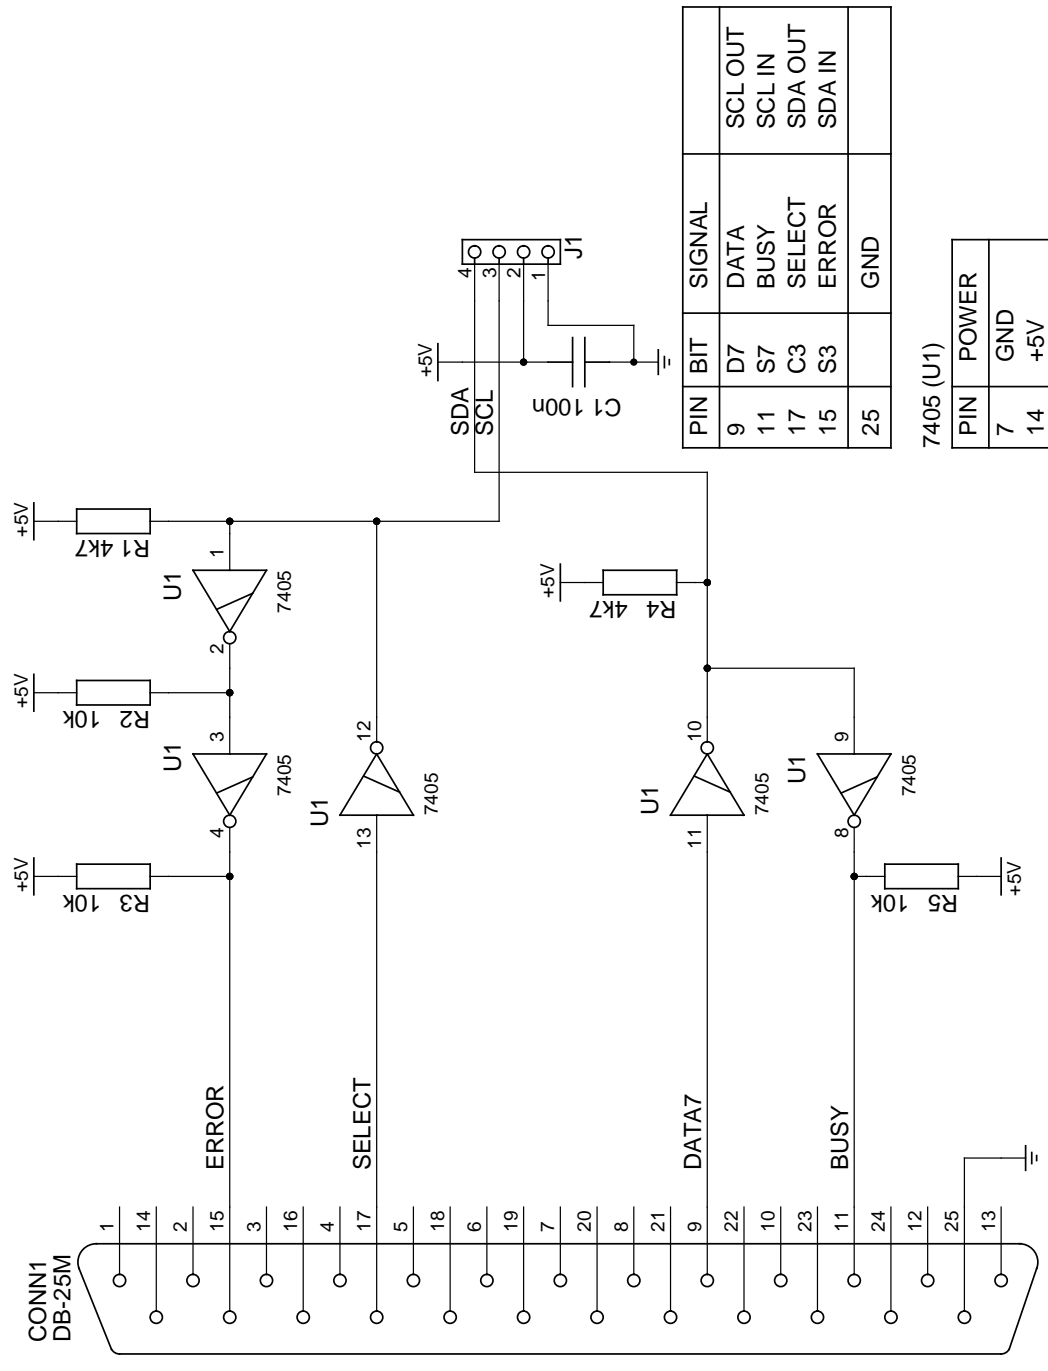 CONN1
DB-25M
1
14
2
15
3
16
4
17
5
18
6
19
7
20
8
21
9
22
10
23
11
24
12
25
13
ERROR
SELECT
DATA7
BUSY
+5V
R3 10k
+5V
R2 10k
+5V
R1 4k7
4
U1
3
7405
2
U1
1
7405
13
U1
12
7405
11
U1
10
7405
8
U1
9
7405
R5 10k
+5V
+5V
R4 4k7
SDA
SCL
+5V
C1 100n
4
3
2
1
J1
PIN BIT SIGNAL
9 D7 DATA SCL OUT
11 S7 BUSY SCL IN
17 C3 SELECT SDA OUT
15 S3 ERROR SDA IN
25 GND
7405 (U1)
PIN POWER
7 GND
14 +5V